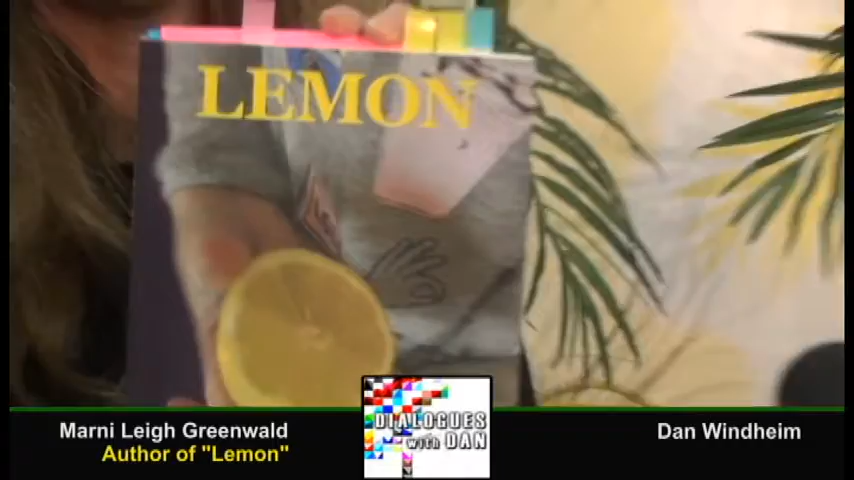 LEMON
Marni Leigh Greenwald
Author of "Lemon"
DIALOGUES
with DAN
Dan Windheim